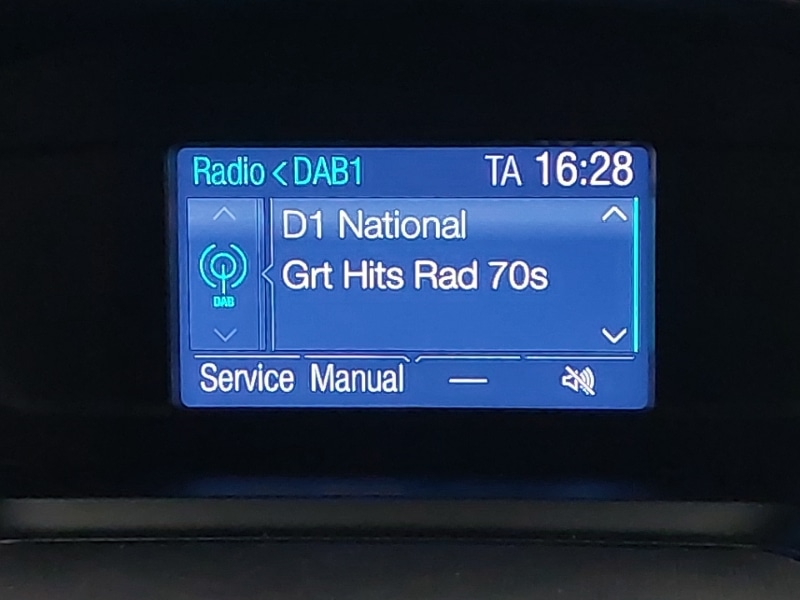 Radio < DAB1 TA 16:28
D1 National
Grt Hits Rad 70s
DAB
Service Manual —